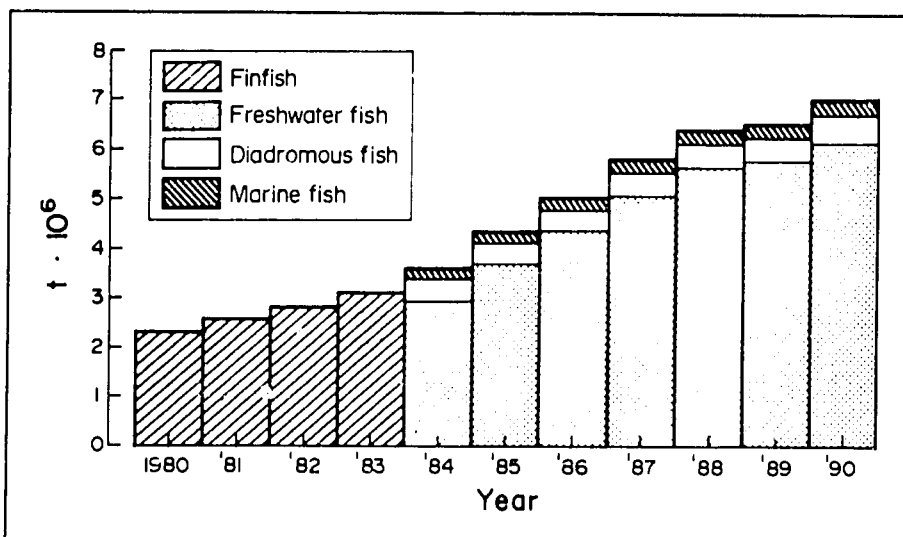 8
7
6
5
4
3
2
1
0
t · 10⁶
Finfish
Freshwater fish
Diadromous fish
Marine fish
1980 '81 '82 '83 '84 '85 '86 '87 '88 '89 '90
Year